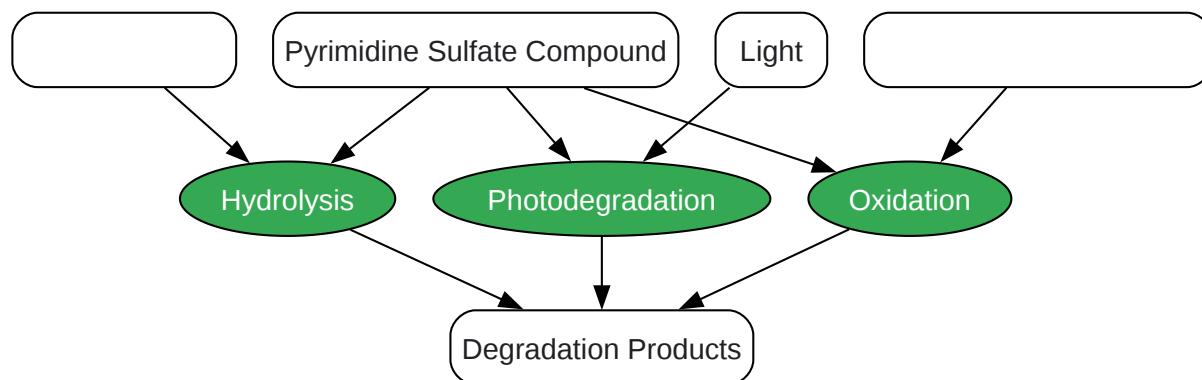 Pyrimidine Sulfate Compound
Light
Hydrolysis
Photodegradation
Oxidation
Degradation Products